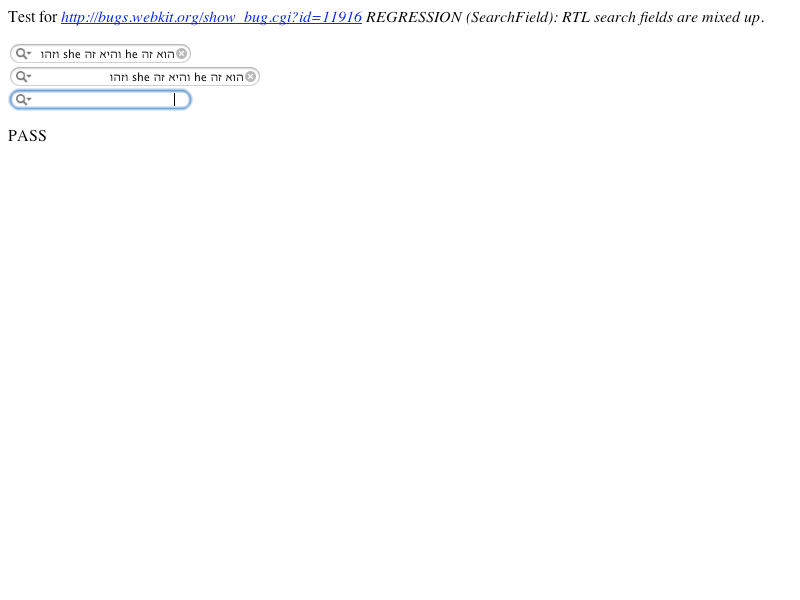 Test for http://bugs.webkit.org/show_bug.cgi?id=11916 REGRESSION (SearchField): RTL search fields are mixed up.
הוא זה he והיא זה she וזהו
הוא זה he והיא זה she וזהו
PASS